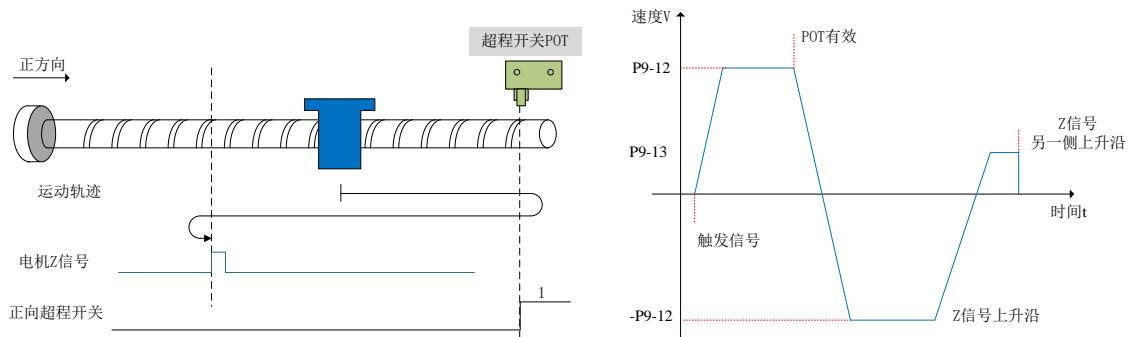 超程开关POT
正方向
运动轨迹
电机Z信号
正向超程开关
1
速度V
POT有效
P9-12
Z信号
另一侧上升沿
P9-13
时间t
触发信号
-P9-12
Z信号上升沿